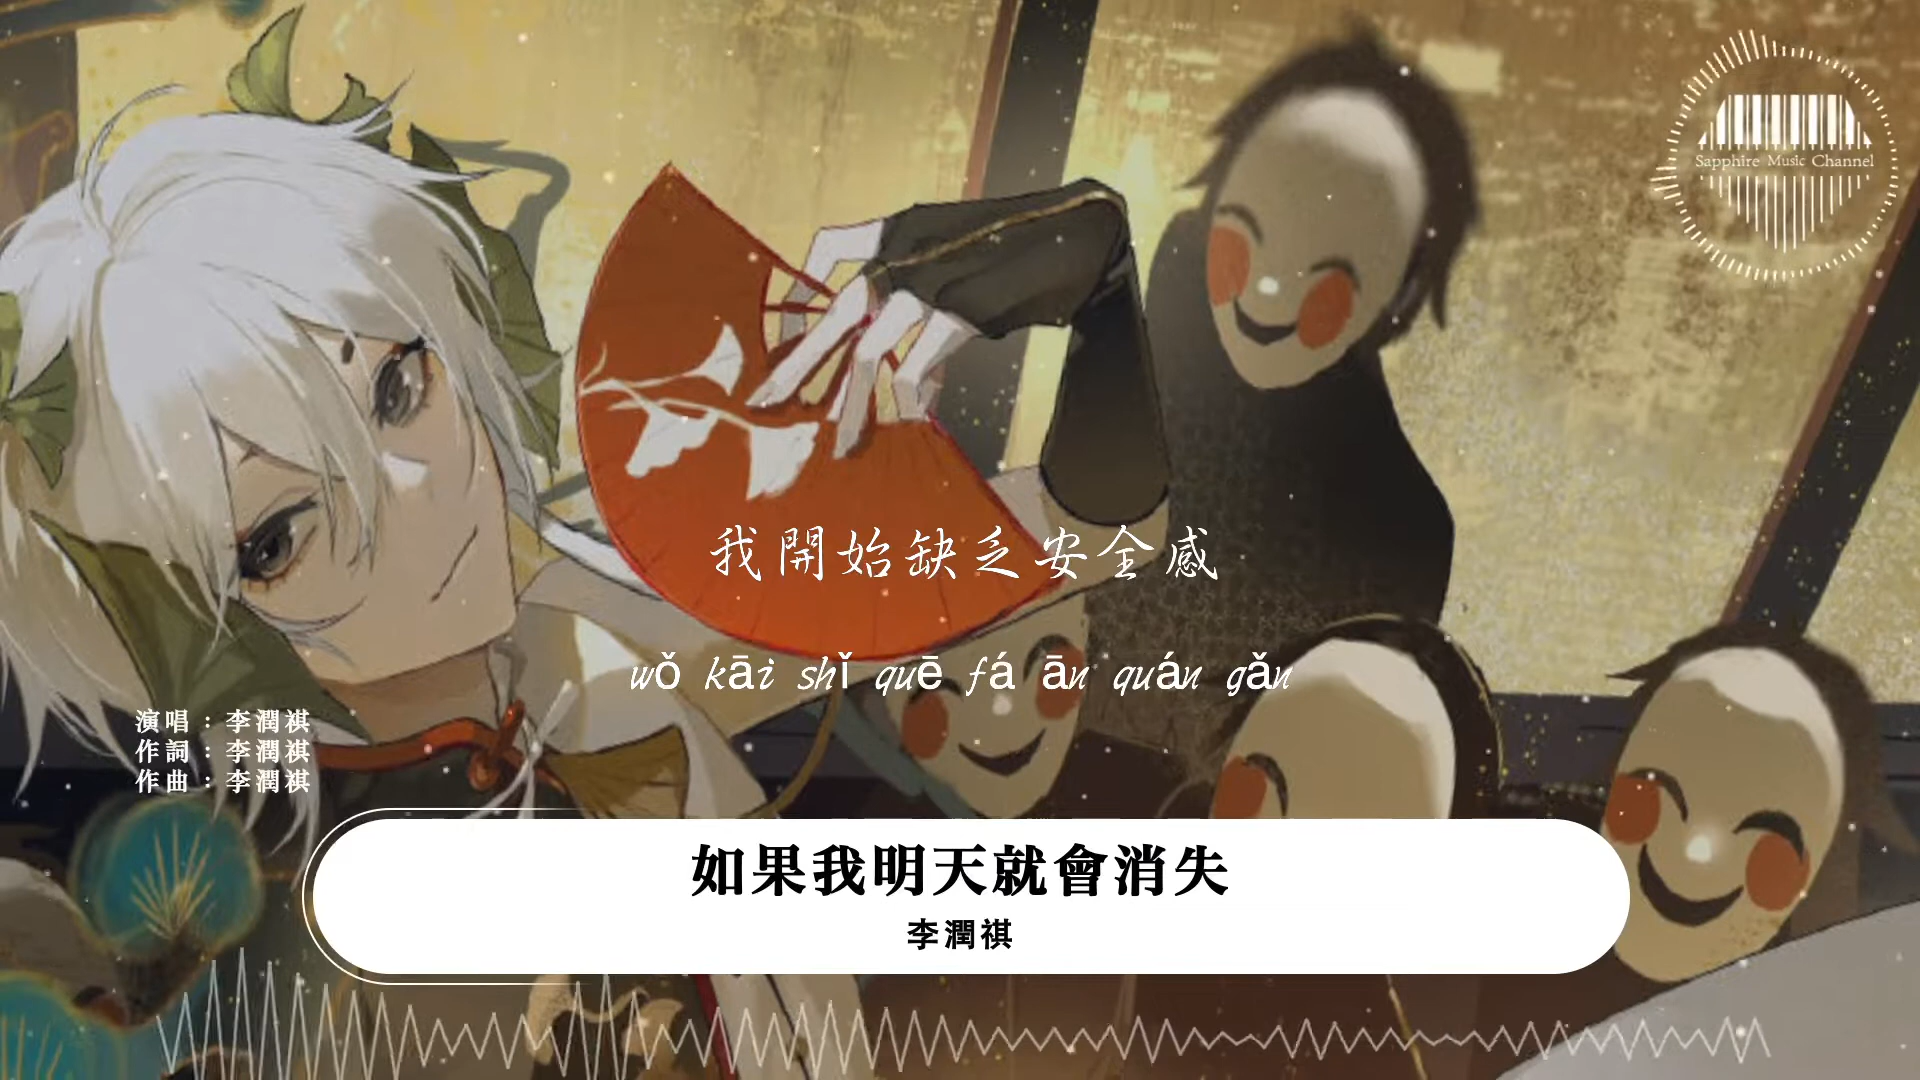 Sapphire Music Channel
我開始缺乏安全感
wǒ kāi shǐ quē fá ān quán gǎn
演唱：李潤祺
作詞：李潤祺
作曲：李潤祺
如果我明天就會消失
李潤祺